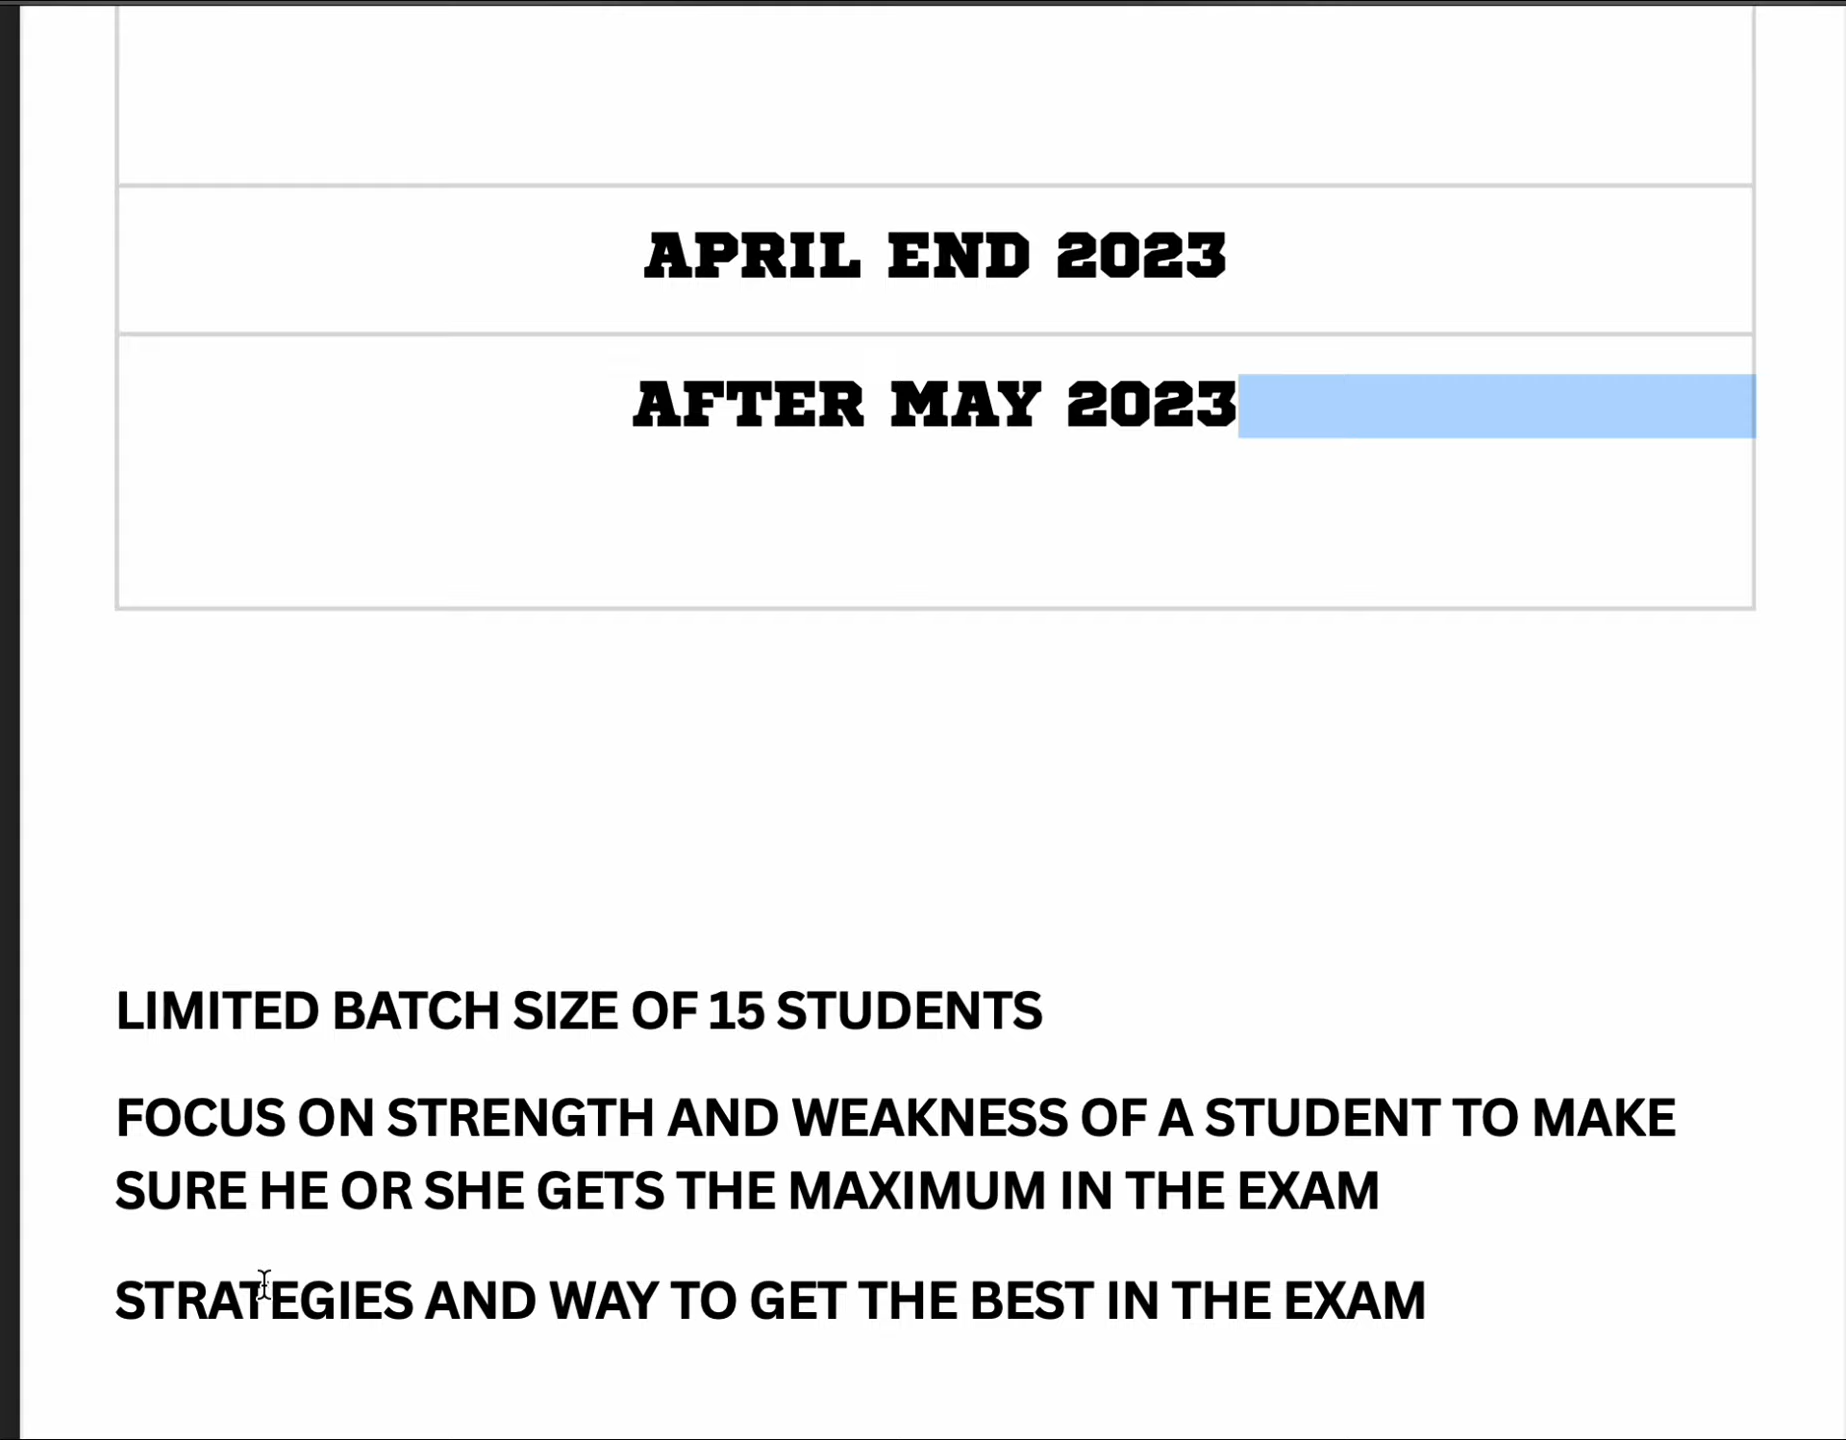 APRIL END 2023
AFTER MAY 2023
LIMITED BATCH SIZE OF 15 STUDENTS
FOCUS ON STRENGTH AND WEAKNESS OF A STUDENT TO MAKE
SURE HE OR SHE GETS THE MAXIMUM IN THE EXAM
STRATEGIES AND WAY TO GET THE BEST IN THE EXAM